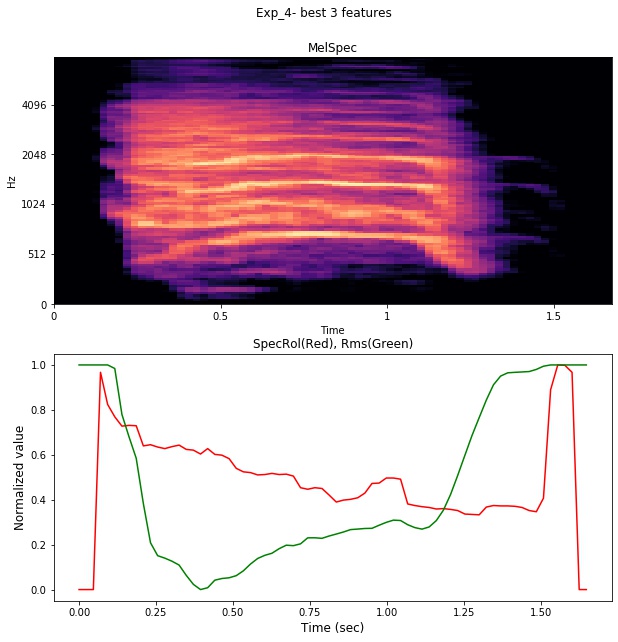 Exp_4- best 3 features
MelSpec
4096
2048
1024
512
0
Hz
0 0.5 1 1.5
Time
SpecRol(Red), Rms(Green)
1.0
0.8
0.6
0.4
0.2
0.0
Normalized value
0.00 0.25 0.50 0.75 1.00 1.25 1.50
Time (sec)